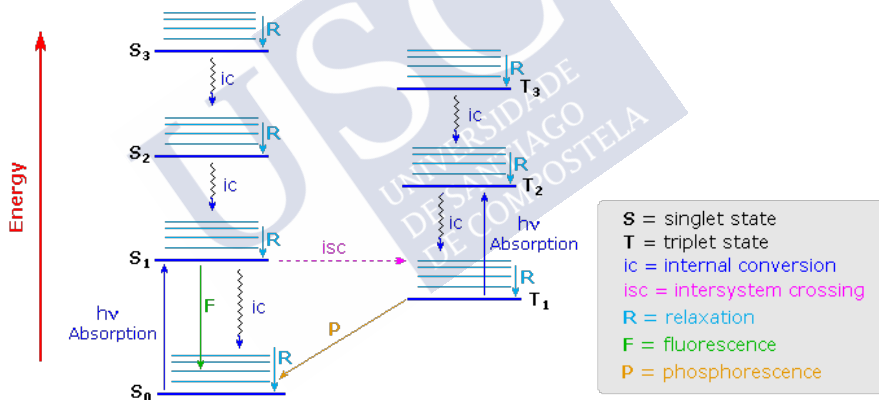 Energy
S3
R
ic
S2
R
ic
S1
R
hν
Absorption
F
ic
R
S0
isc
R
T3
ic
R
T2
ic
hν
Absorption
R
T1
P
USC
UNIVERSIDADE
DE SANTIAGO
DE COMPOSTELA
S = singlet state
T = triplet state
ic = internal conversion
isc = intersystem crossing
R = relaxation
F = fluorescence
P = phosphorescence